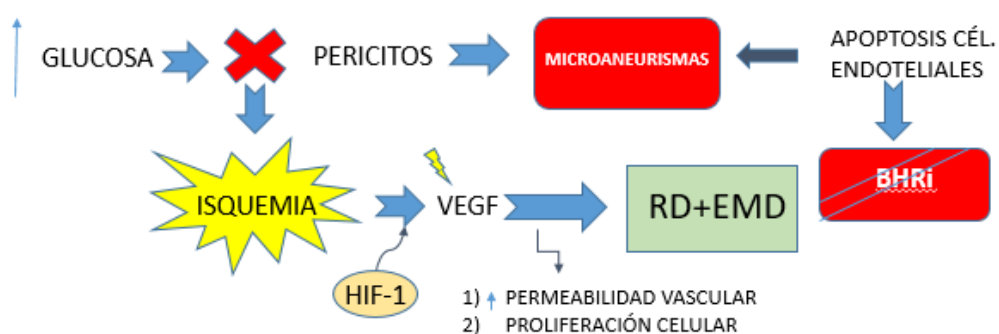 GLUCOSA
PERICITOS
MICROANEURISMAS
APOPTOSIS CÉL.
ENDOTELIALES
ISQUEMIA
VEGF
RD+EMD
BHRi
HIF-1
1) ↑ PERMEABILIDAD VASCULAR
2) PROLIFERACIÓN CELULAR